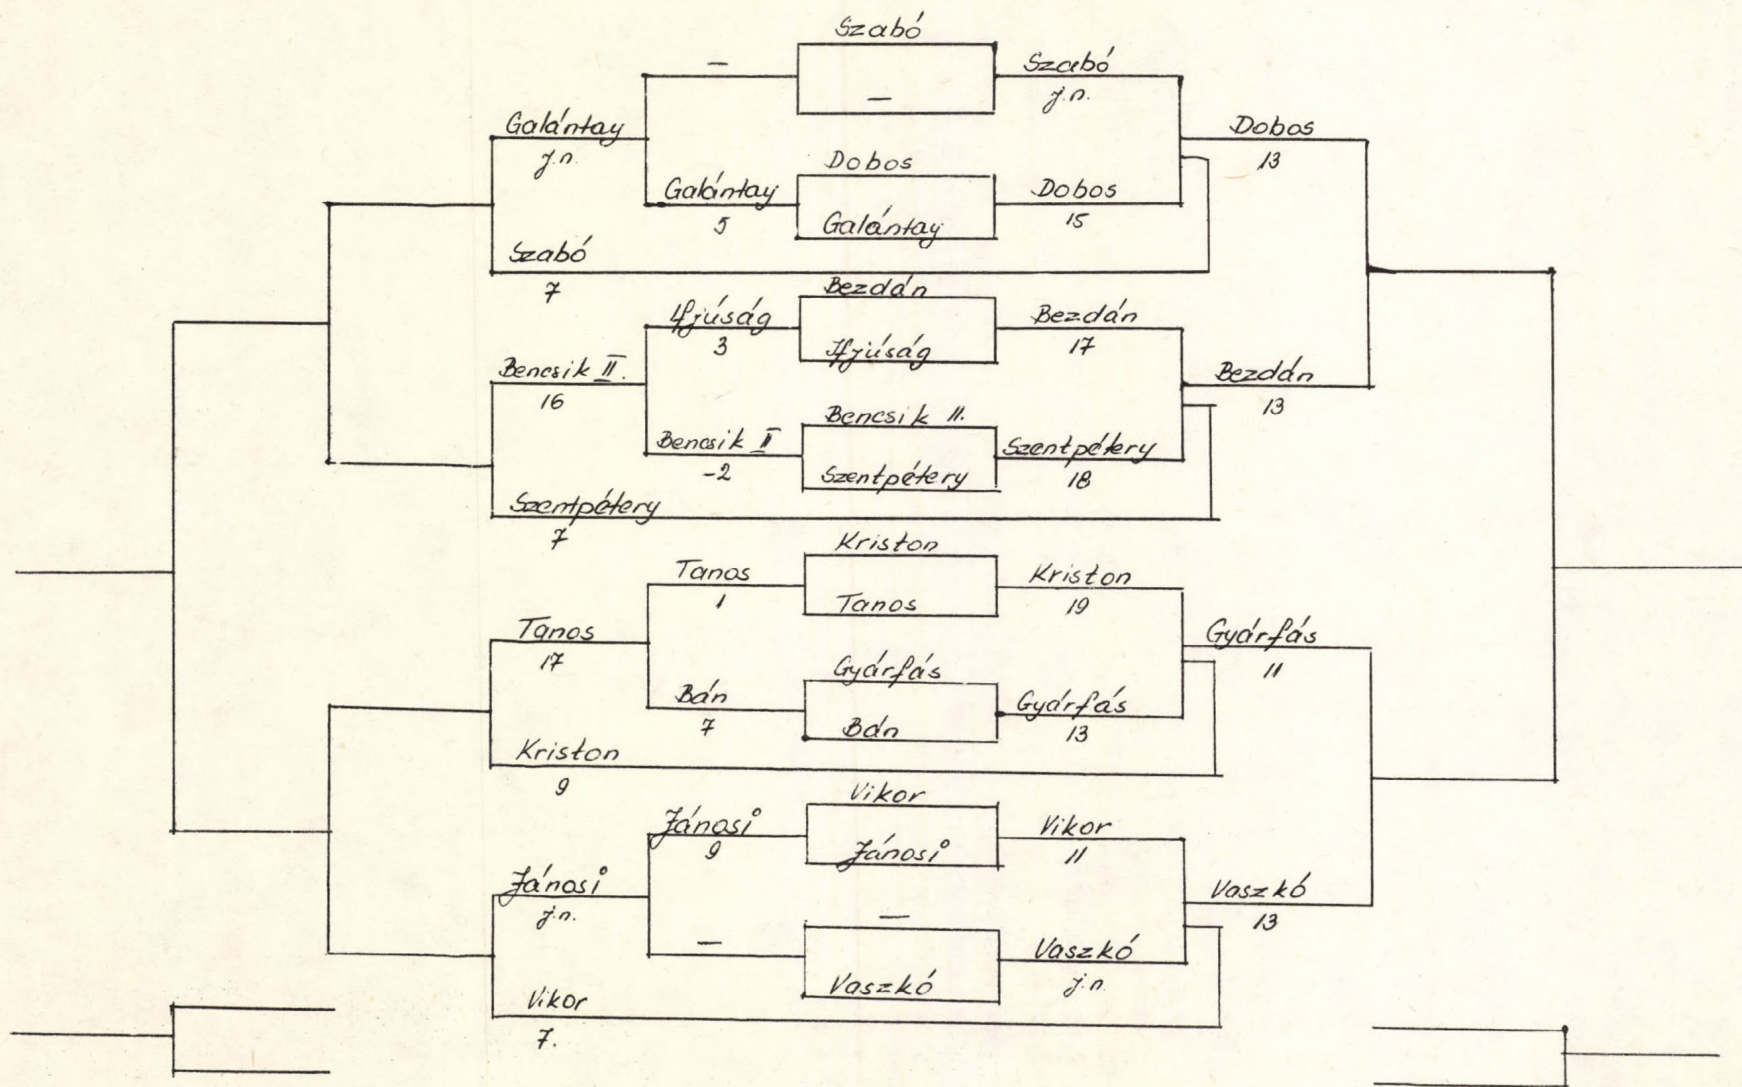 Szabó
—
Szabó
j.n.
—
Galántay
j.n.
Dobos
13
Dobos
Galántay
5
Galántay
Dobos
15
Szabó
7
Bezdán
Ifjúság
3
Ifjúság
Bezdán
17
Bencsik II.
16
Bezdán
13
Bencsik II.
Bencsik II
-2
Szentpétery
Szentpétery
18
Szentpétery
7
Kriston
Tanos
1
Tanos
Kriston
19
Tanos
17
Gyárfás
11
Gyárfás
Bán
7
Bán
Gyárfás
13
Kriston
9
Vikor
Jánosi
9
Jánosi
Vikor
11
Jánosi
j.n.
Vaszkó
13
—
—
Vaszkó
Vaszkó
j.n.
Vikor
7.